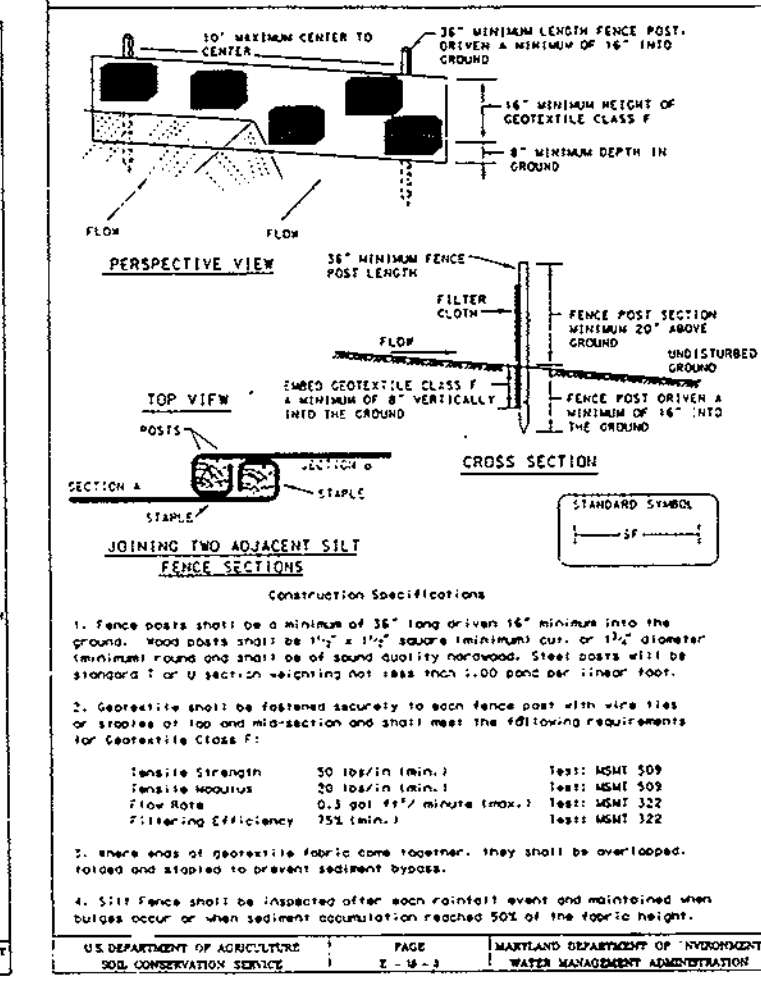 10' MAXIMUM CENTER TO
CENTER
36" MINIMUM LENGTH FENCE POST,
DRIVEN A MINIMUM OF 16" INTO
GROUND
16" MINIMUM HEIGHT OF
GEOTEXTILE CLASS F
8" MINIMUM DEPTH IN
GROUND
FLOW
FLOW
PERSPECTIVE VIEW
36" MINIMUM FENCE
POST LENGTH
FILTER
CLOTH
FENCE POST SECTION
MINIMUM 20" ABOVE
GROUND
FLOW
UNDISTURBED
GROUND
EMBED GEOTEXTILE CLASS F
A MINIMUM OF 8" VERTICALLY
INTO THE GROUND
FENCE POST DRIVEN A
MINIMUM OF 16" INTO
THE GROUND
TOP VIEW
POSTS
SECTION B
SECTION A
STAPLE
STAPLE
CROSS SECTION
STANDARD SYMBOL
SF
JOINING TWO ADJACENT SILT
FENCE SECTIONS
Construction Specifications
1. Fence posts shall be a minimum of 36" long driven 16" minimum into the
ground. Wood posts shall be 1½" x 1½" square (minimum) cut, or 1¾" diameter
(minimum) round and shall be of sound quality hardwood. Steel posts will be
standard T or U section weighting not less than 1.00 pond per linear foot.
2. Geotextile shall be fastened securely to each fence post with wire ties
or staples at top and mid-section and shall meet the following requirements
for Geotextile Class F:
Tensile Strength 50 lbs/in (min.) Test: MSMT 509
Tensile Modulus 20 lbs/in (min.) Test: MSMT 509
Flow Rate 0.3 gal ft²/ minute (max.) Test: MSMT 322
Filtering Efficiency 75% (min.) Test: MSMT 322
3. Where ends of geotextile fabric come together, they shall be overlapped,
folded and stapled to prevent sediment bypass.
4. Silt Fence shall be inspected after each rainfall event and maintained when
bulges occur or when sediment accumulation reached 50% of the fabric height.
U.S. DEPARTMENT OF AGRICULTURE
SOIL CONSERVATION SERVICE
PAGE
E - 15 - 3
MARYLAND DEPARTMENT OF ENVIRONMENT
WATER MANAGEMENT ADMINISTRATION